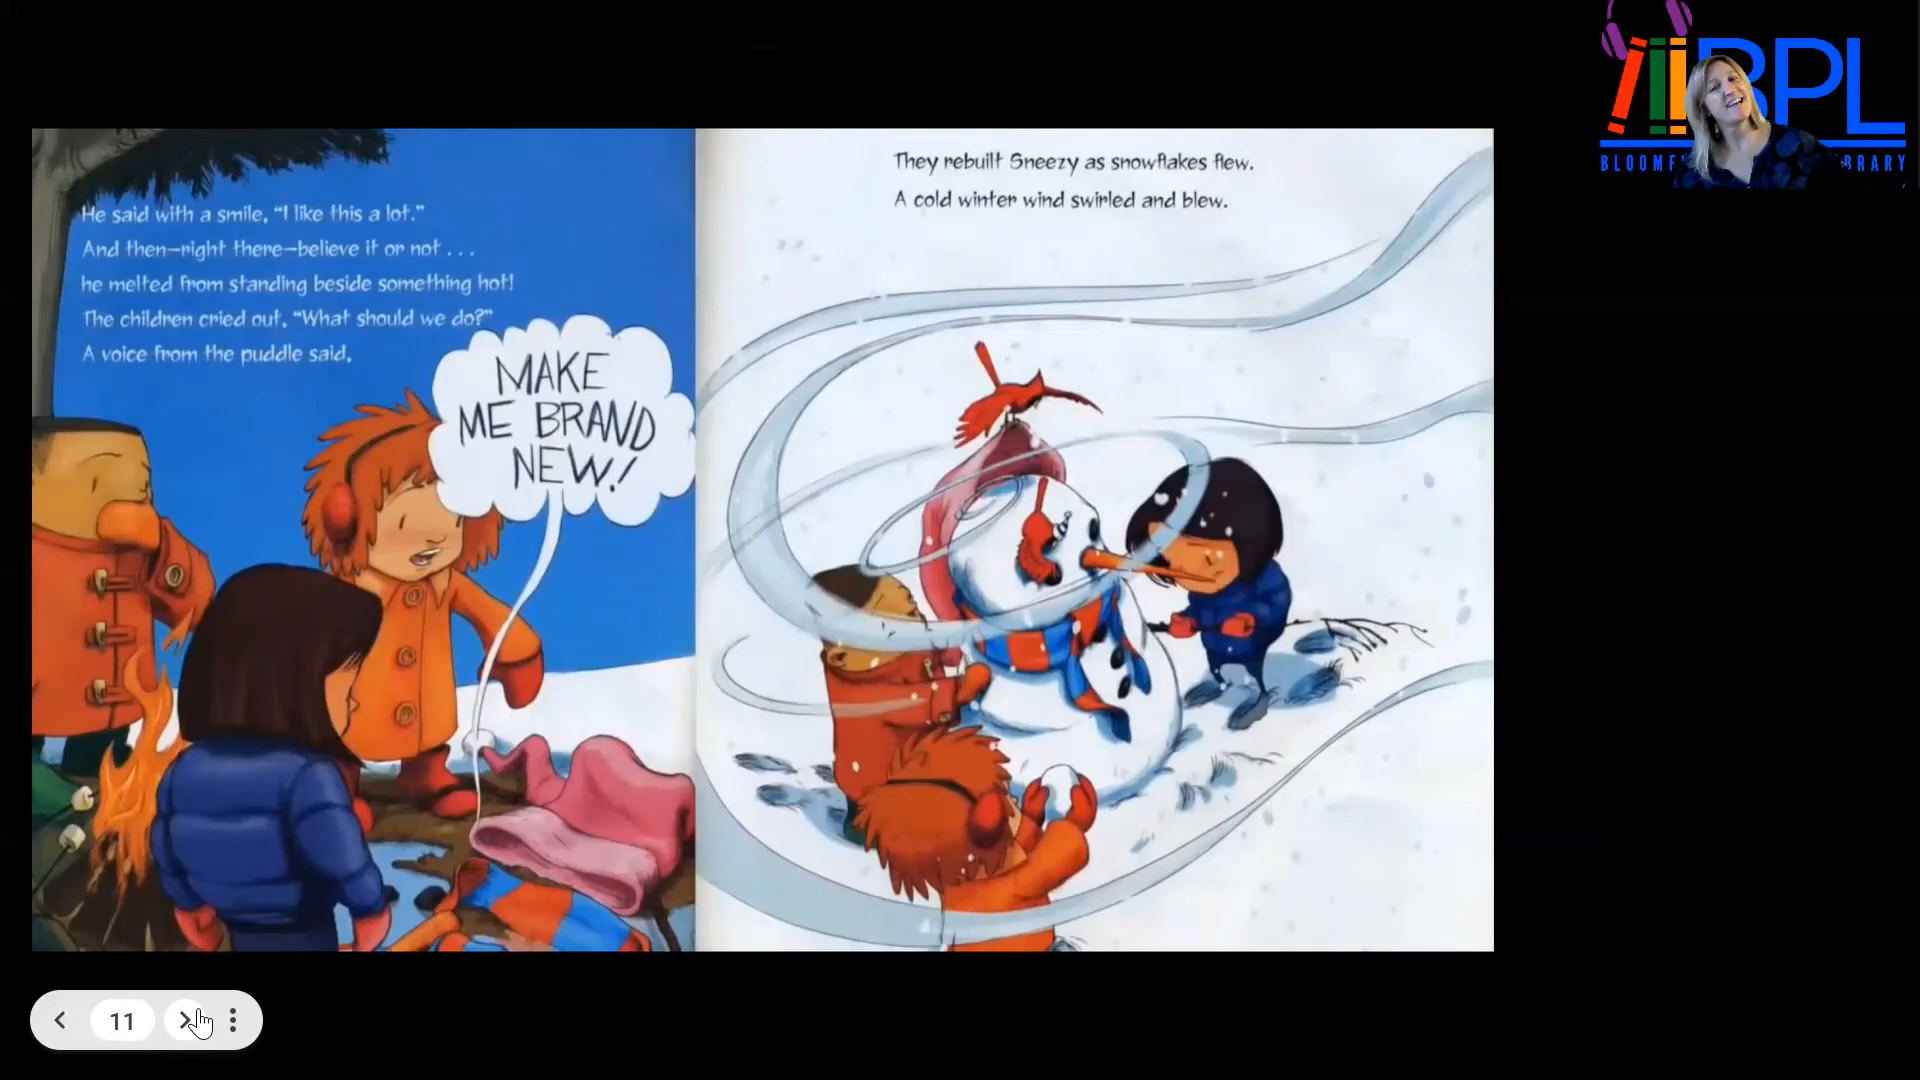 BPL
BLOOMF
BRARY
He said with a smile, “I like this a lot.”
And then—right there—believe it or not . . .
he melted from standing beside something hot!
The children cried out, “What should we do?”
A voice from the puddle said,
MAKE
ME BRAND
NEW!
They rebuilt Sneezy as snowflakes flew.
A cold winter wind swirled and blew.
11